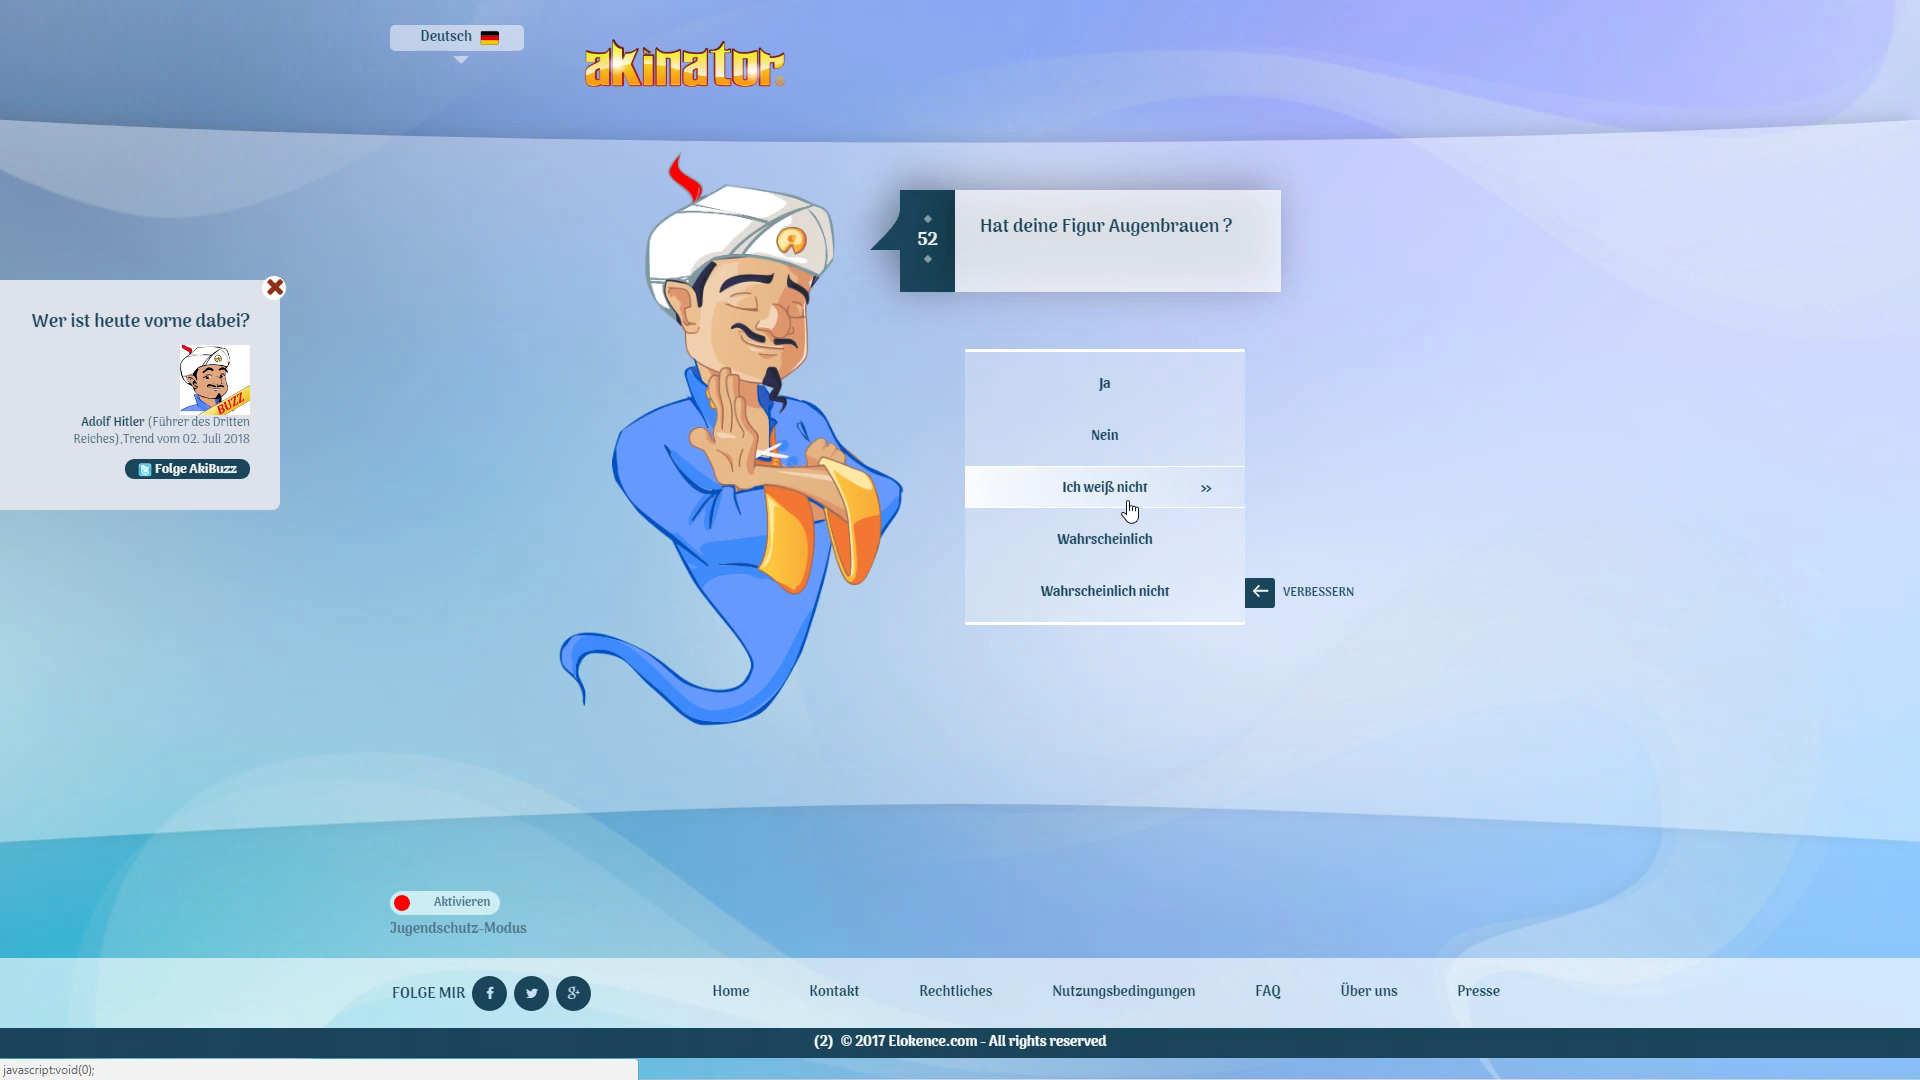 Deutsch
akinator
52
Hat deine Figur Augenbrauen ?
Wer ist heute vorne dabei?
BUZZ
Adolf Hitler (Führer des Dritten
Reiches),Trend vom 02. Juli 2018
Folge AkiBuzz
Ja
Nein
Ich weiß nicht »
Wahrscheinlich
Wahrscheinlich nicht
VERBESSERN
Aktivieren
Jugendschutz-Modus
FOLGE MIR
Home
Kontakt
Rechtliches
Nutzungsbedingungen
FAQ
Über uns
Presse
(2) © 2017 Elokence.com - All rights reserved
javascript:void(0);